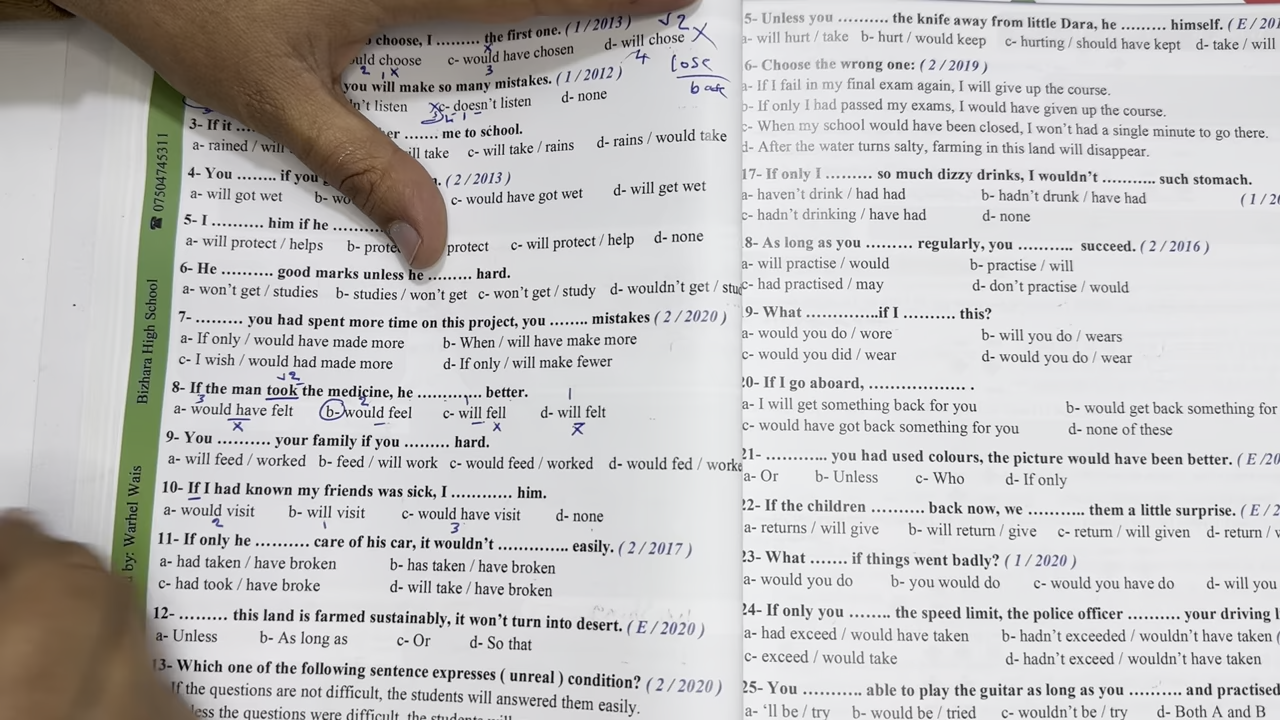 choose, I .......... the first one. ( 1 / 2013 )
ould choose c- would have chosen d- will chose
you will make so many mistakes. ( 1 / 2012 )
n't listen c- doesn't listen d- none
3- If it
er ....... me to school.
a- rained / will
ill take c- will take / rains d- rains / would take
4- You ........ if you
( 2 / 2013 )
a- will got wet c- would have got wet d- will get wet
5- I .......... him if he ..........
a- will protect / helps protect c- will protect / help d- none
6- He .......... good marks unless he ......... hard.
a- won't get / studies b- studies / won't get c- won't get / study d- wouldn't get /
7- ......... you had spent more time on this project, you ........ mistakes ( 2 / 2020 )
a- If only / would have made more b- When / will have make more
c- I wish / would had made more d- If only / will make fewer
8- If the man took the medicine, he ............. better.
a- would have felt b- would feel c- will fell d- will felt
9- You .......... your family if you ......... hard.
a- will feed / worked b- feed / will work c- would feed / worked d- would fed / worke
10- If I had known my friends was sick, I ............ him.
a- would visit b- will visit c- would have visit d- none
11- If only he .......... care of his car, it wouldn't ............. easily. ( 2 / 2017 )
a- had taken / have broken b- has taken / have broken
c- had took / have broke d- will take / have broken
12- ......... this land is farmed sustainably, it won't turn into desert. ( E / 2020 )
a- Unless b- As long as c- Or d- So that
13- Which one of the following sentence expresses ( unreal ) condition? ( 2 / 2020 )
If the questions are not difficult, the students will answered them easily.
less the questions were difficult, the
lose
07504745311
Bizhara High School
by: Warhel Wais
5- Unless you .......... the knife away from little Dara, he ......... himself. ( E / 201
a- will hurt / take b- hurt / would keep c- hurting / should have kept d- take / will
6- Choose the wrong one: ( 2 / 2019 )
a- If I fail in my final exam again, I will give up the course.
b- If only I had passed my exams, I would have given up the course.
c- When my school would have been closed, I won't had a single minute to go there.
d- After the water turns salty, farming in this land will disappear.
17- If only I ......... so much dizzy drinks, I wouldn't .......... such stomach.
a- haven't drink / had had b- hadn't drunk / have had
c- hadn't drinking / have had d- none
8- As long as you ......... regularly, you .......... succeed. ( 2 / 2016 )
a- will practise / would b- practise / will
c- had practised / may d- don't practise / would
9- What .............if I .......... this?
a- would you do / wore b- will you do / wears
c- would you did / wear d- would you do / wear
20- If I go aboard, ................... .
a- I will get something back for you b- would get back something for
c- would have got back something for you d- none of these
21- ............ you had used colours, the picture would have been better. ( E /20
a- Or b- Unless c- Who d- If only
22- If the children .......... back now, we .......... them a little surprise. ( E / 2
a- returns / will give b- will return / give c- return / will given d- return /
23- What ....... if things went badly? ( 1 / 2020 )
a- would you do b- you would do c- would you have do d- will you
24- If only you ........ the speed limit, the police officer .......... your driving
a- had exceed / would have taken b- hadn't exceeded / wouldn't have taken
c- exceed / would take d- hadn't exceed / wouldn't have taken
25- You ........... able to play the guitar as long as you .......... and practised
a- 'll be / try b- would be / tried c- wouldn't be / try d- Both A and B